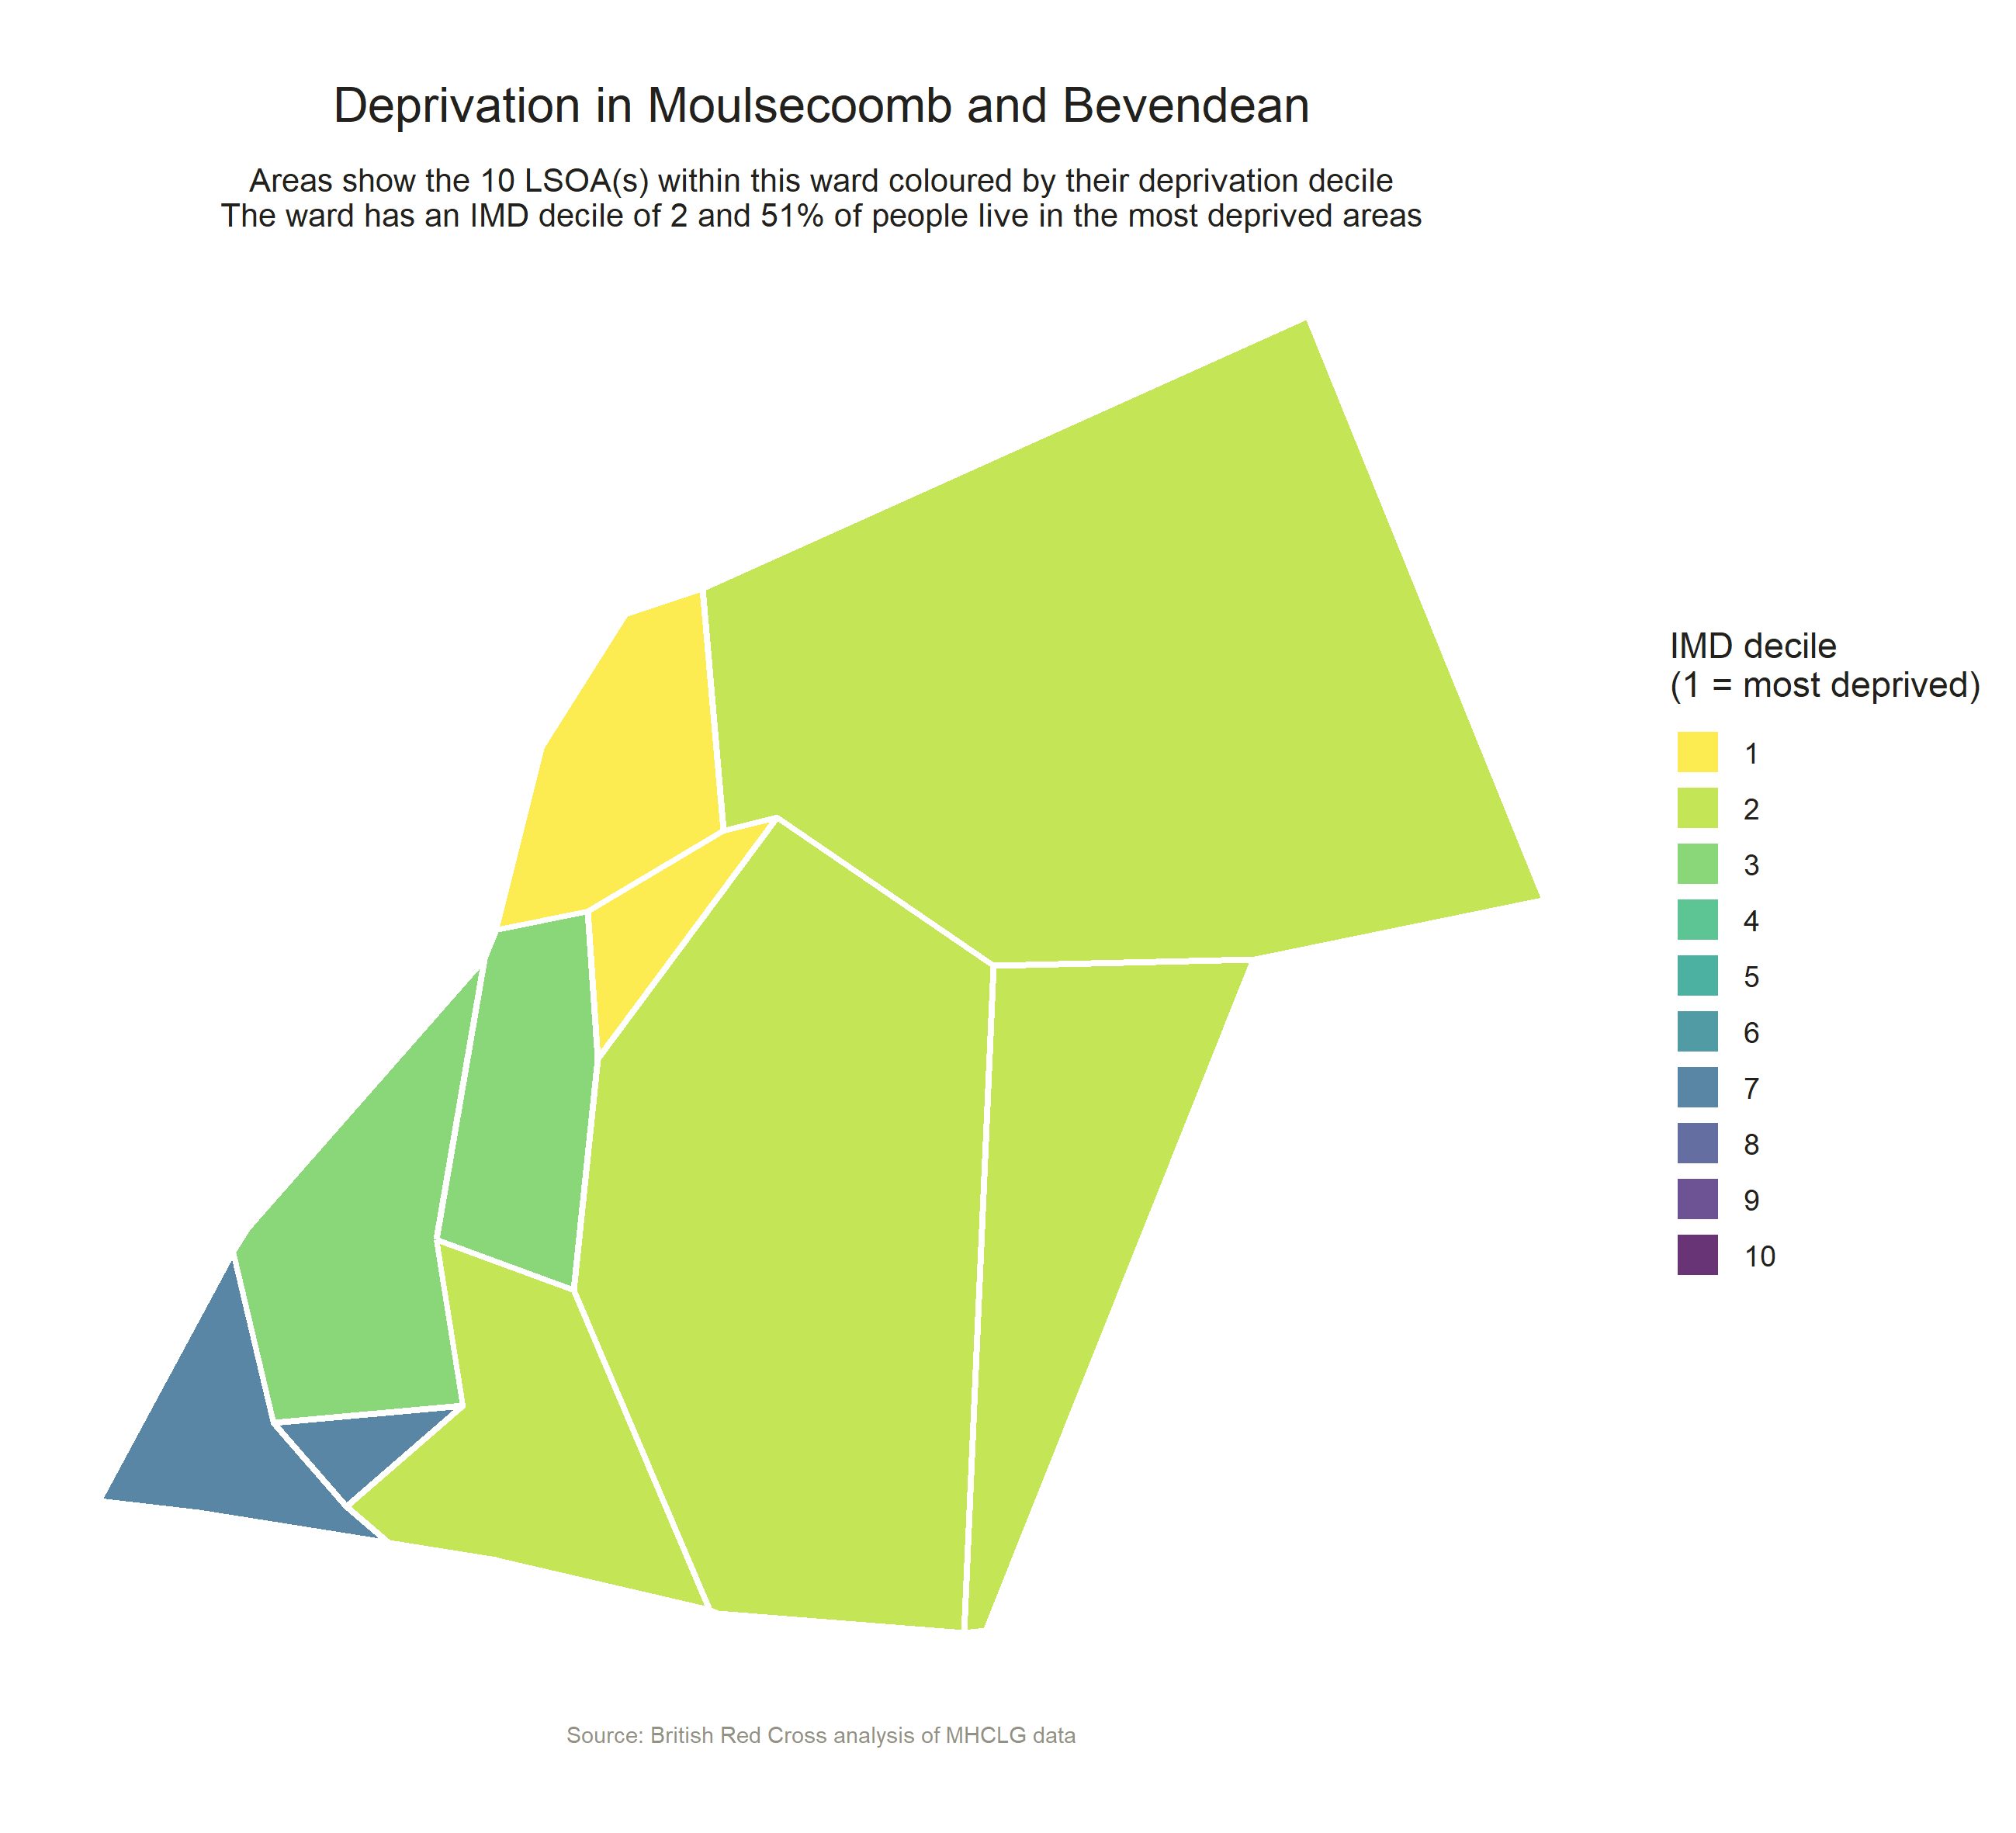 Deprivation in Moulsecoomb and Bevendean
Areas show the 10 LSOA(s) within this ward coloured by their deprivation decile
The ward has an IMD decile of 2 and 51% of people live in the most deprived areas
IMD decile
(1 = most deprived)
1
2
3
4
5
6
7
8
9
10
Source: British Red Cross analysis of MHCLG data